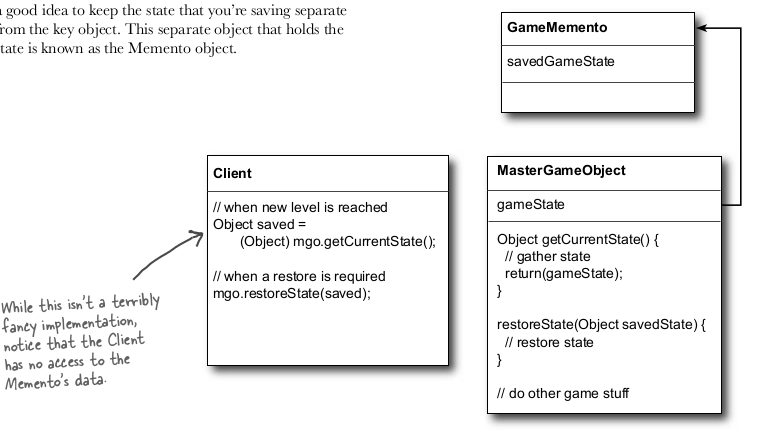 a good idea to keep the state that you're saving separate
from the key object. This separate object that holds the
state is known as the Memento object.
GameMemento
savedGameState
Client
// when new level is reached
Object saved =
(Object) mgo.getCurrentState();
// when a restore is required
mgo.restoreState(saved);
MasterGameObject
gameState
Object getCurrentState() {
// gather state
return(gameState);
}
restoreState(Object savedState) {
// restore state
}
// do other game stuff
While this isn't a terribly
fancy implementation,
notice that the Client
has no access to the
Memento's data.